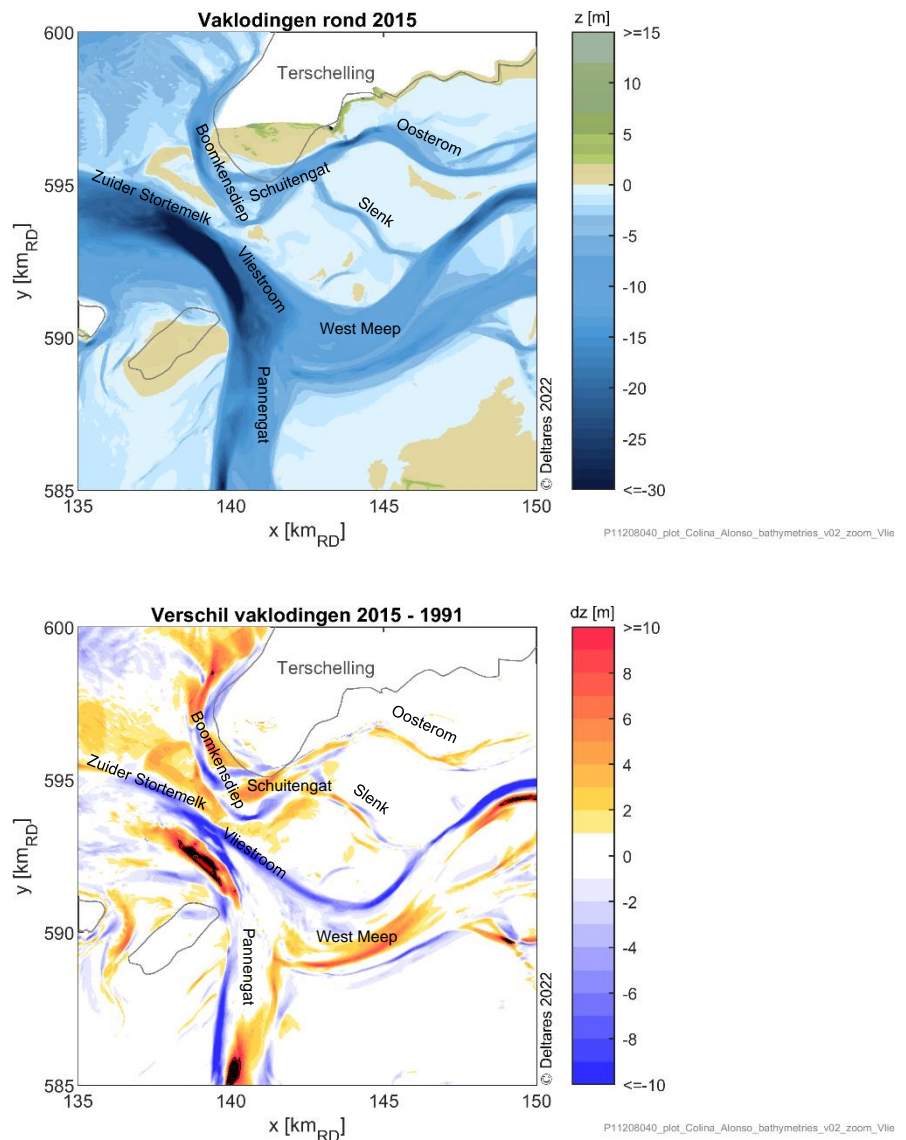 Vaklodingen rond 2015
z [m]
600
595
590
585
y [km_RD]
135
140
145
150
x [km_RD]
Terschelling
Boomkensdiep
Schuitengat
Oosterom
Zuider Stortemelk
Slenk
Vliestroom
West Meep
Pannengat
© Deltares 2022
>=15
10
5
0
-5
-10
-15
-20
-25
<=-30
P11208040_plot_Colina_Alonso_bathymetries_v02_zoom_Vlie
Verschil vaklodingen 2015 - 1991
dz [m]
600
595
590
585
y [km_RD]
135
140
145
150
x [km_RD]
Terschelling
Boomkensdiep
Oosterom
Zuider Stortemelk
Schuitengat
Slenk
Vliestroom
West Meep
Pannengat
© Deltares 2022
>=10
8
6
4
2
0
-2
-4
-6
-8
<=-10
P11208040_plot_Colina_Alonso_bathymetries_v02_zoom_Vlie